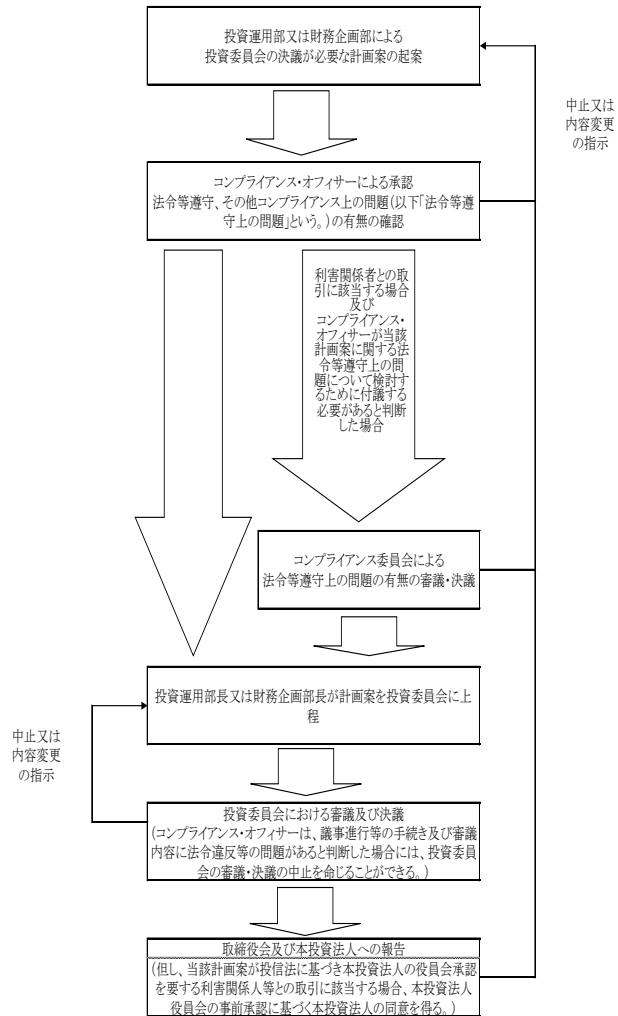 投資運用部又は財務企画部による
投資委員会の決議が必要な計画案の起案
中止又は
内容変更
の指示
コンプライアンス・オフィサーによる承認
法令等遵守、その他コンプライアンス上の問題(以下「法令等遵
守上の問題」という。)の有無の確認
利害関係者との取
引に該当する場合
及び
コンプライアンス・
オフィサーが当該
計画案に関する法
令等遵守上の問
題について検討す
るために付議する
必要があると判断
した場合
コンプライアンス委員会による
法令等遵守上の問題の有無の審議・決議
投資運用部長又は財務企画部長が計画案を投資委員会に上
程
中止又は
内容変更
の指示
投資委員会における審議及び決議
(コンプライアンス・オフィサーは、議事進行等の手続き及び審議
内容に法令違反等の問題があると判断した場合には、投資委員
会の審議・決議の中止を命じることができる。)
取締役会及び本投資法人への報告
(但し、当該計画案が投信法に基づき本投資法人の役員会承認
を要する利害関係人等との取引に該当する場合、本投資法人
役員会の事前承認に基づく本投資法人の同意を得る。)